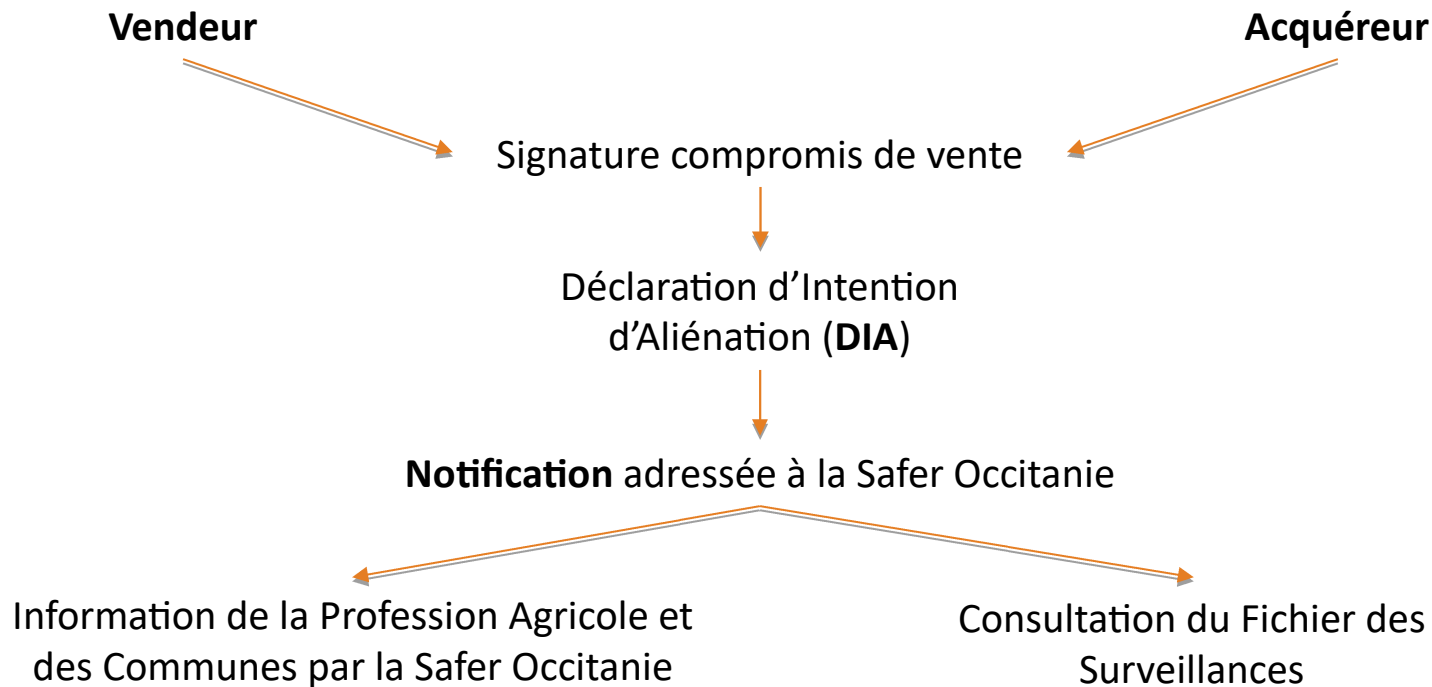 Vendeur
Acquéreur
Signature compromis de vente
Déclaration d’Intention
d’Aliénation (DIA)
Notification adressée à la Safer Occitanie
Information de la Profession Agricole et
des Communes par la Safer Occitanie
Consultation du Fichier des
Surveillances